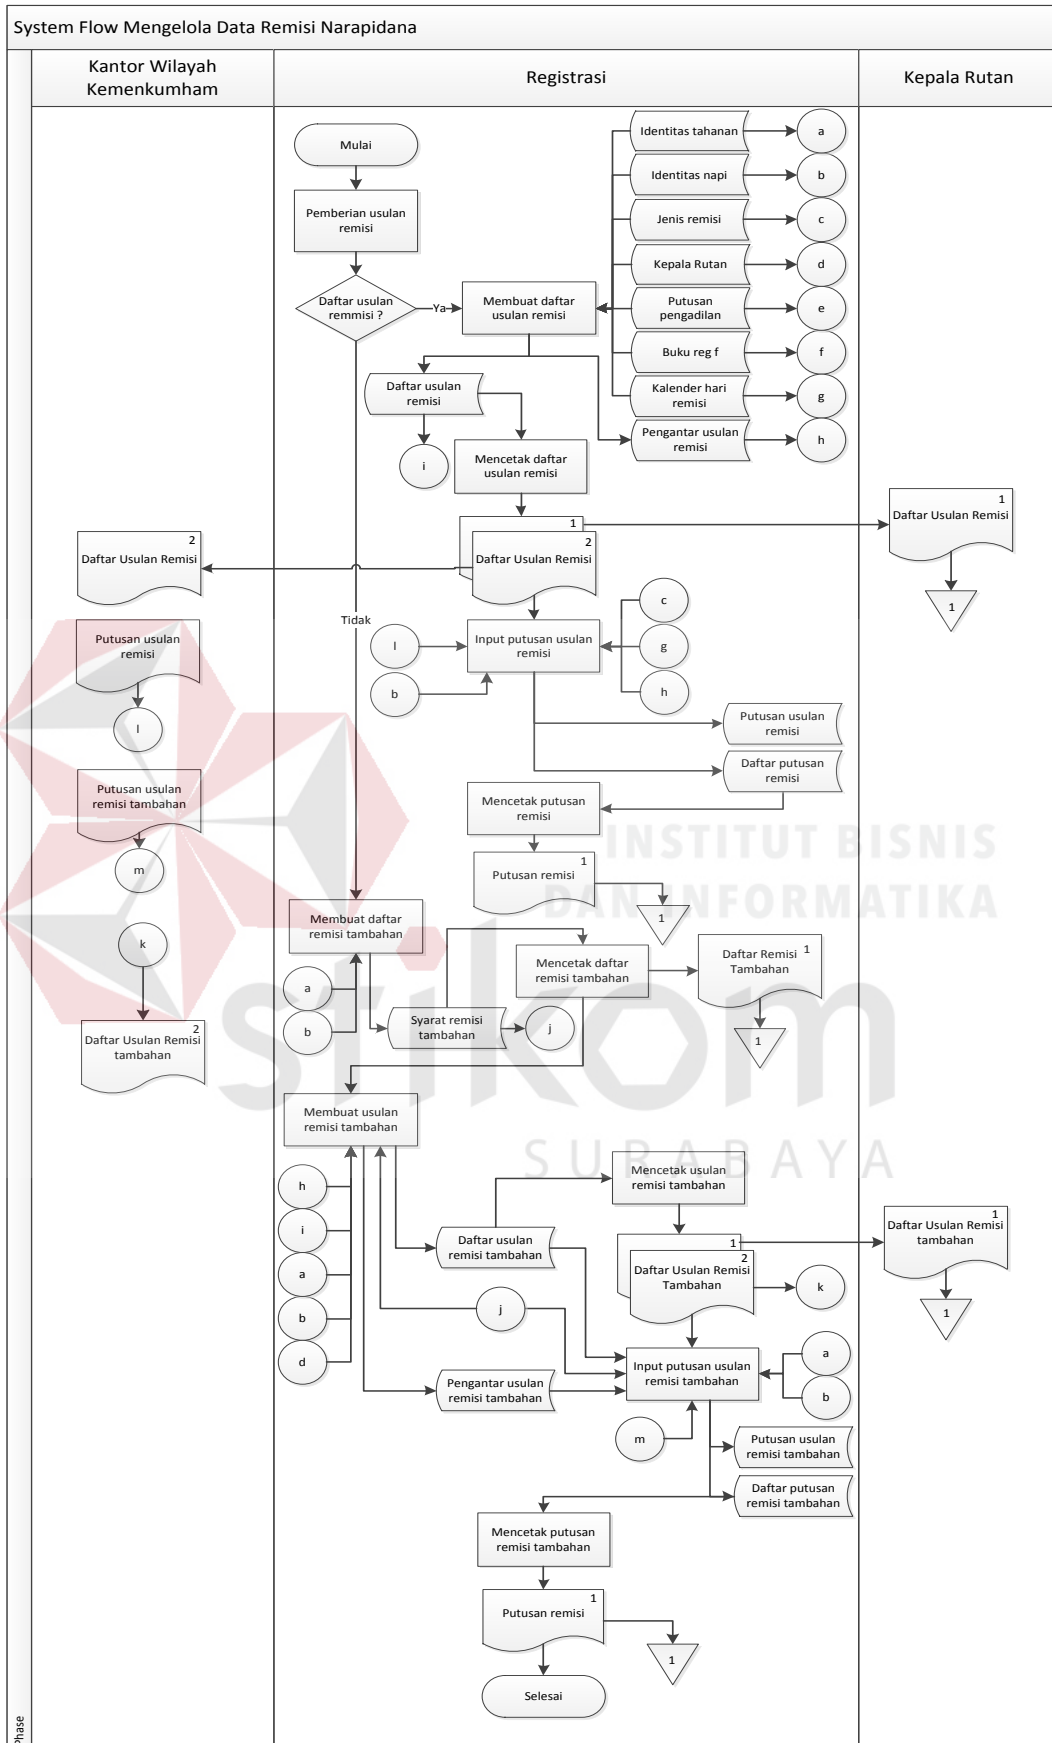 System Flow Mengelola Data Remisi Narapidana
Kantor Wilayah
Kemenkumham
Registrasi
Kepala Rutan
Mulai
Identitas tahanan
a
Identitas napi
b
Pemberian usulan
remisi
Jenis remisi
c
Kepala Rutan
d
Daftar usulan
remmisi ?
Ya
Membuat daftar
usulan remisi
Putusan
pengadilan
e
Buku reg f
f
Daftar usulan
remisi
Kalender hari
remisi
g
Pengantar usulan
remisi
h
i
Mencetak daftar
usulan remisi
1
Daftar Usulan Remisi
1
2
Daftar Usulan Remisi
2
Daftar Usulan Remisi
1
Tidak
c
l
Input putusan usulan
remisi
g
b
h
Putusan usulan
remisi
l
Putusan usulan
remisi
Daftar putusan
remisi
Putusan usulan
remisi tambahan
m
Mencetak putusan
remisi
1
Putusan remisi
1
INSTITUT BISNIS
DAN INFORMATIKA
stikom
SURABAYA
Membuat daftar
remisi tambahan
k
Mencetak daftar
remisi tambahan
1
Daftar Remisi
Tambahan
1
a
b
Syarat remisi
tambahan
j
2
Daftar Usulan Remisi
tambahan
Membuat usulan
remisi tambahan
h
i
a
b
d
Mencetak usulan
remisi tambahan
Daftar usulan
remisi tambahan
1
2
Daftar Usulan Remisi
Tambahan
k
1
Daftar Usulan Remisi
tambahan
1
j
Input putusan usulan
remisi tambahan
a
b
Pengantar usulan
remisi tambahan
m
Putusan usulan
remisi tambahan
Daftar putusan
remisi tambahan
Mencetak putusan
remisi tambahan
1
Putusan remisi
1
Selesai
Phase